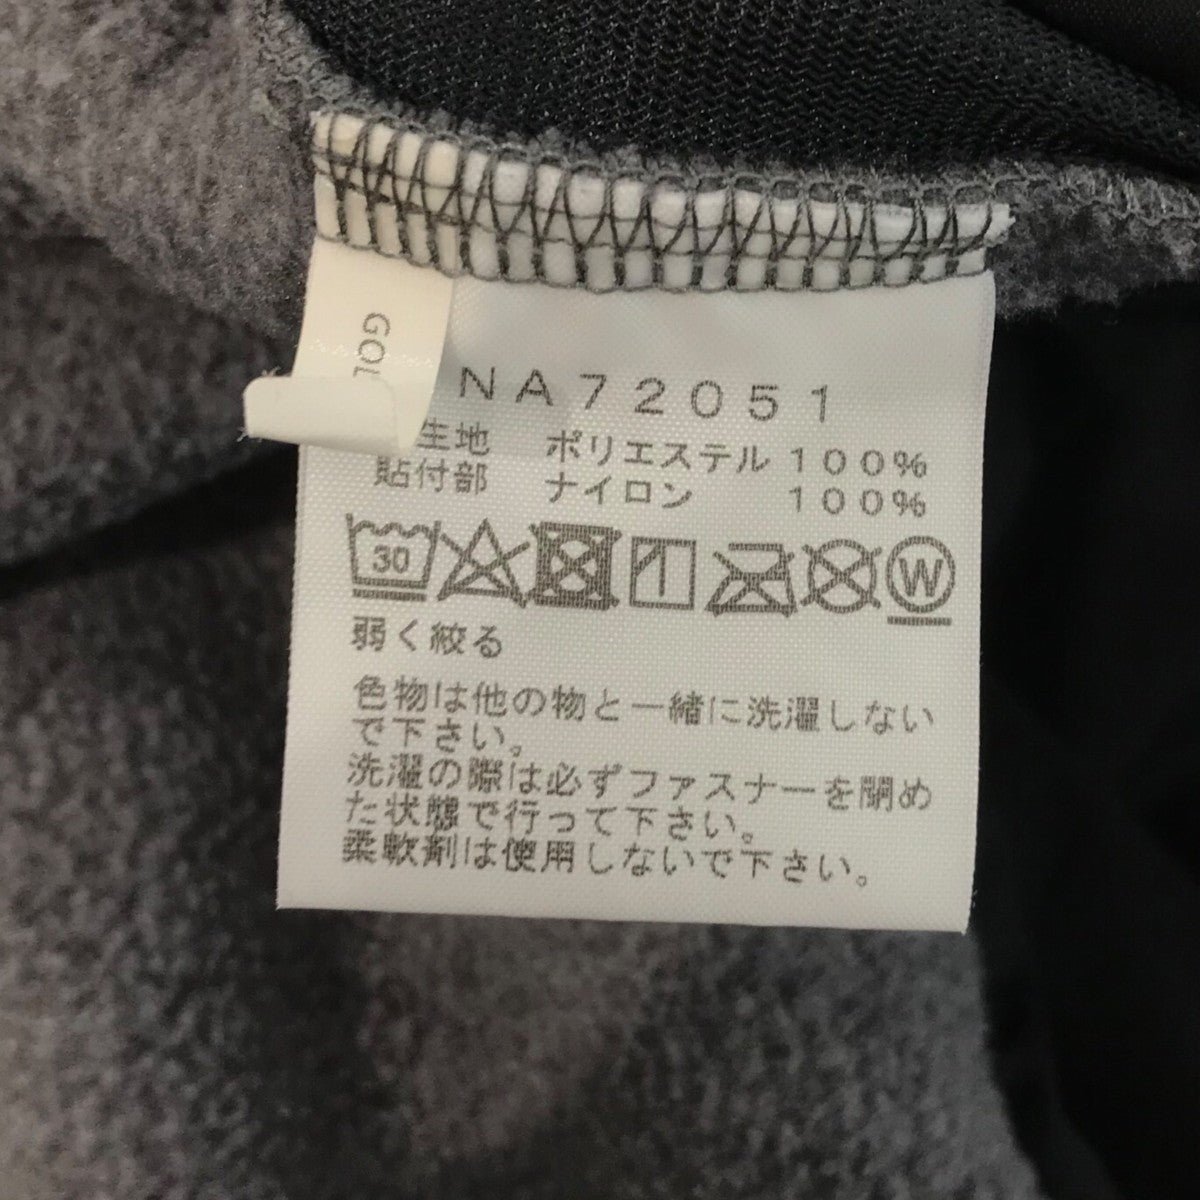 GOL
NA72051
生地 ポリエステル 100%
貼付部 ナイロン 100%
30 W
弱く絞る
色物は他の物と一緒に洗濯しない
で下さい。
洗濯の際は必ずファスナーを閉め
た状態で行って下さい。
柔軟剤は使用しないで下さい。